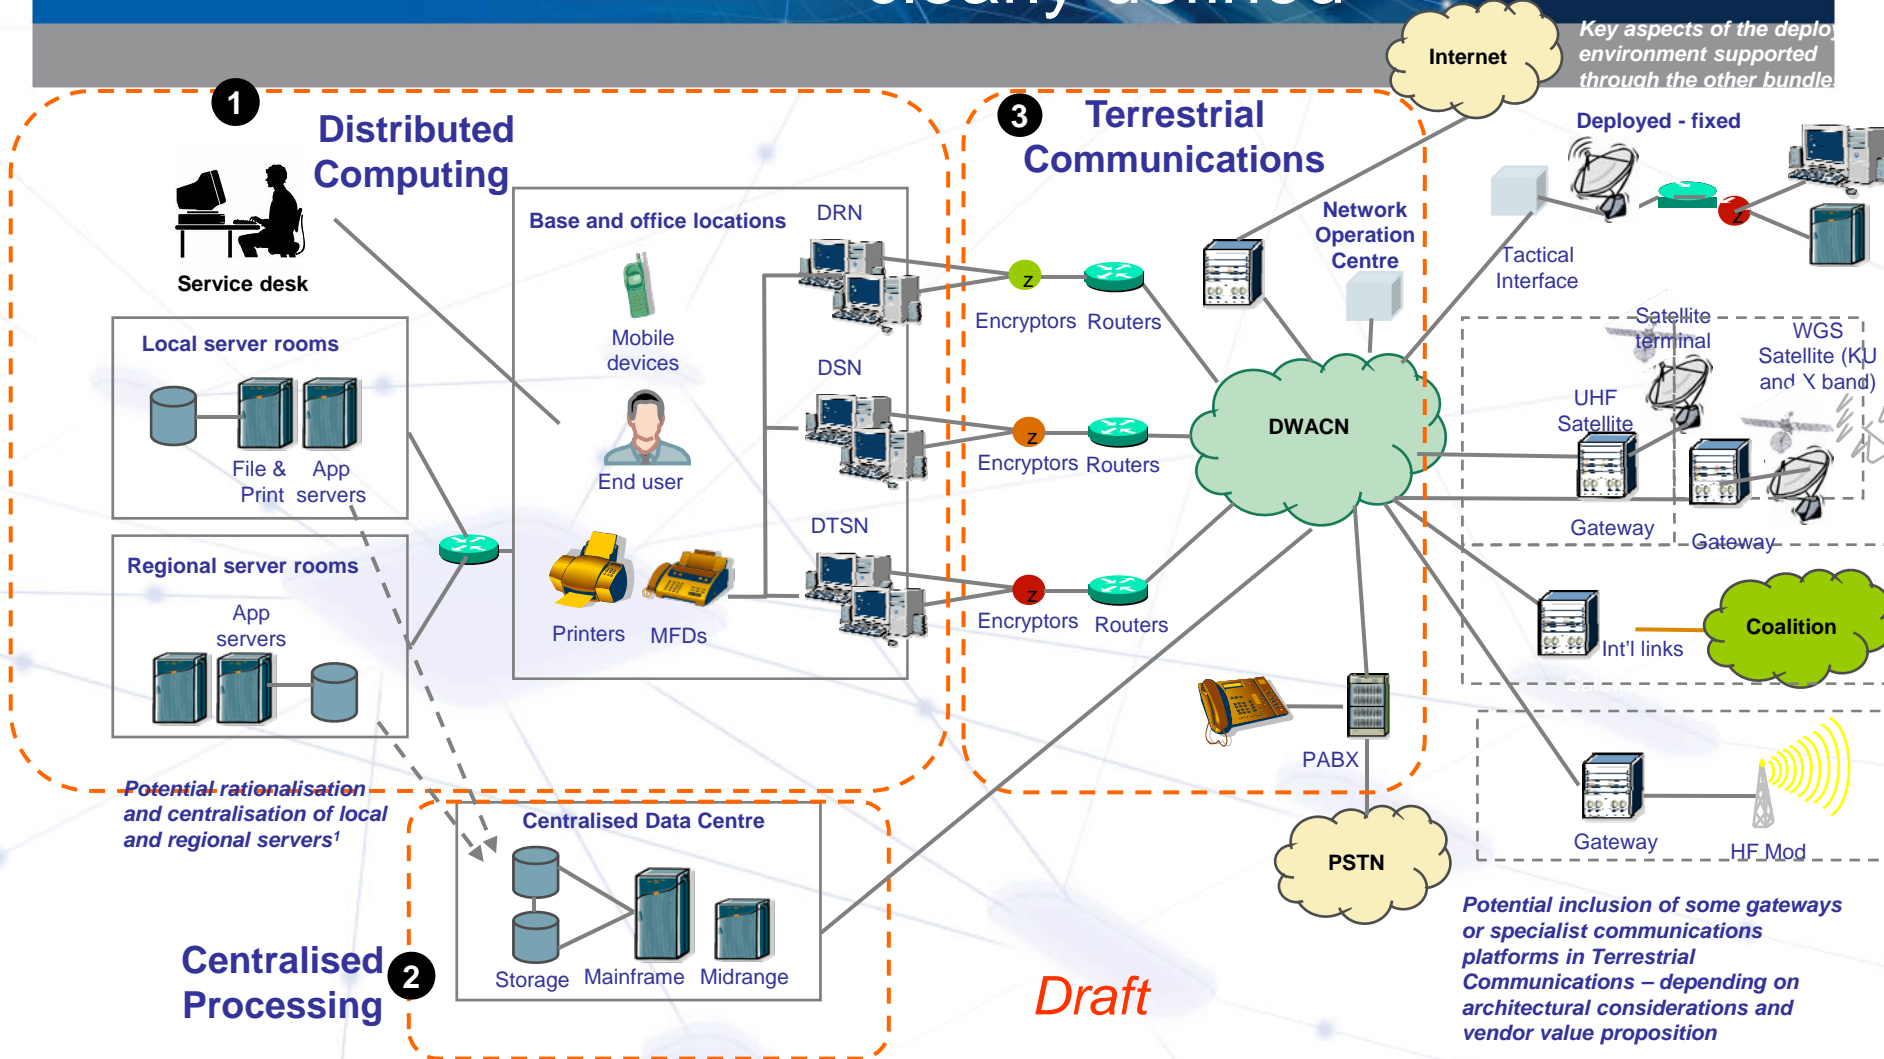 clearly defined
Key aspects of the deploy
environment supported
through the other bundles
Internet
1
Distributed
Computing
3
Terrestrial
Communications
Deployed - fixed
Service desk
Base and office locations
DRN
Network
Operation
Centre
Tactical
Interface
z
z
Encryptors
Routers
Mobile
devices
Local server rooms
File &
Print
App
servers
DSN
End user
z
Encryptors
Routers
DWACN
Satellite
terminal
UHF
Satellite
WGS
Satellite (KU
and X band)
Gateway
Gateway
Regional server rooms
App
servers
Printers
MFDs
DTSN
z
Encryptors
Routers
Int'l links
Coalition
PABX
PSTN
Gateway
HF Mod
Potential rationalisation
and centralisation of local
and regional servers¹
Centralised Data Centre
Storage
Mainframe
Midrange
Centralised
Processing
2
Draft
Potential inclusion of some gateways
or specialist communications
platforms in Terrestrial
Communications – depending on
architectural considerations and
vendor value proposition